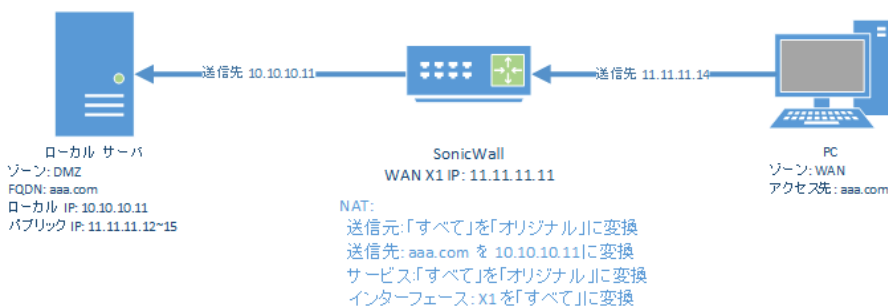 送信先 10.10.10.11
送信先 11.11.11.14
ローカル サーバ
ゾーン: DMZ
FQDN: aaa.com
ローカル IP: 10.10.10.11
パブリック IP: 11.11.11.12~15
SonicWall
WAN X1 IP: 11.11.11.11
PC
ゾーン: WAN
アクセス先: aaa.com
NAT:
送信元:「すべて」を「オリジナル」に変換
送信先: aaa.com を 10.10.10.11に変換
サービス:「すべて」を「オリジナル」に変換
インターフェース: X1 を「すべて」に変換